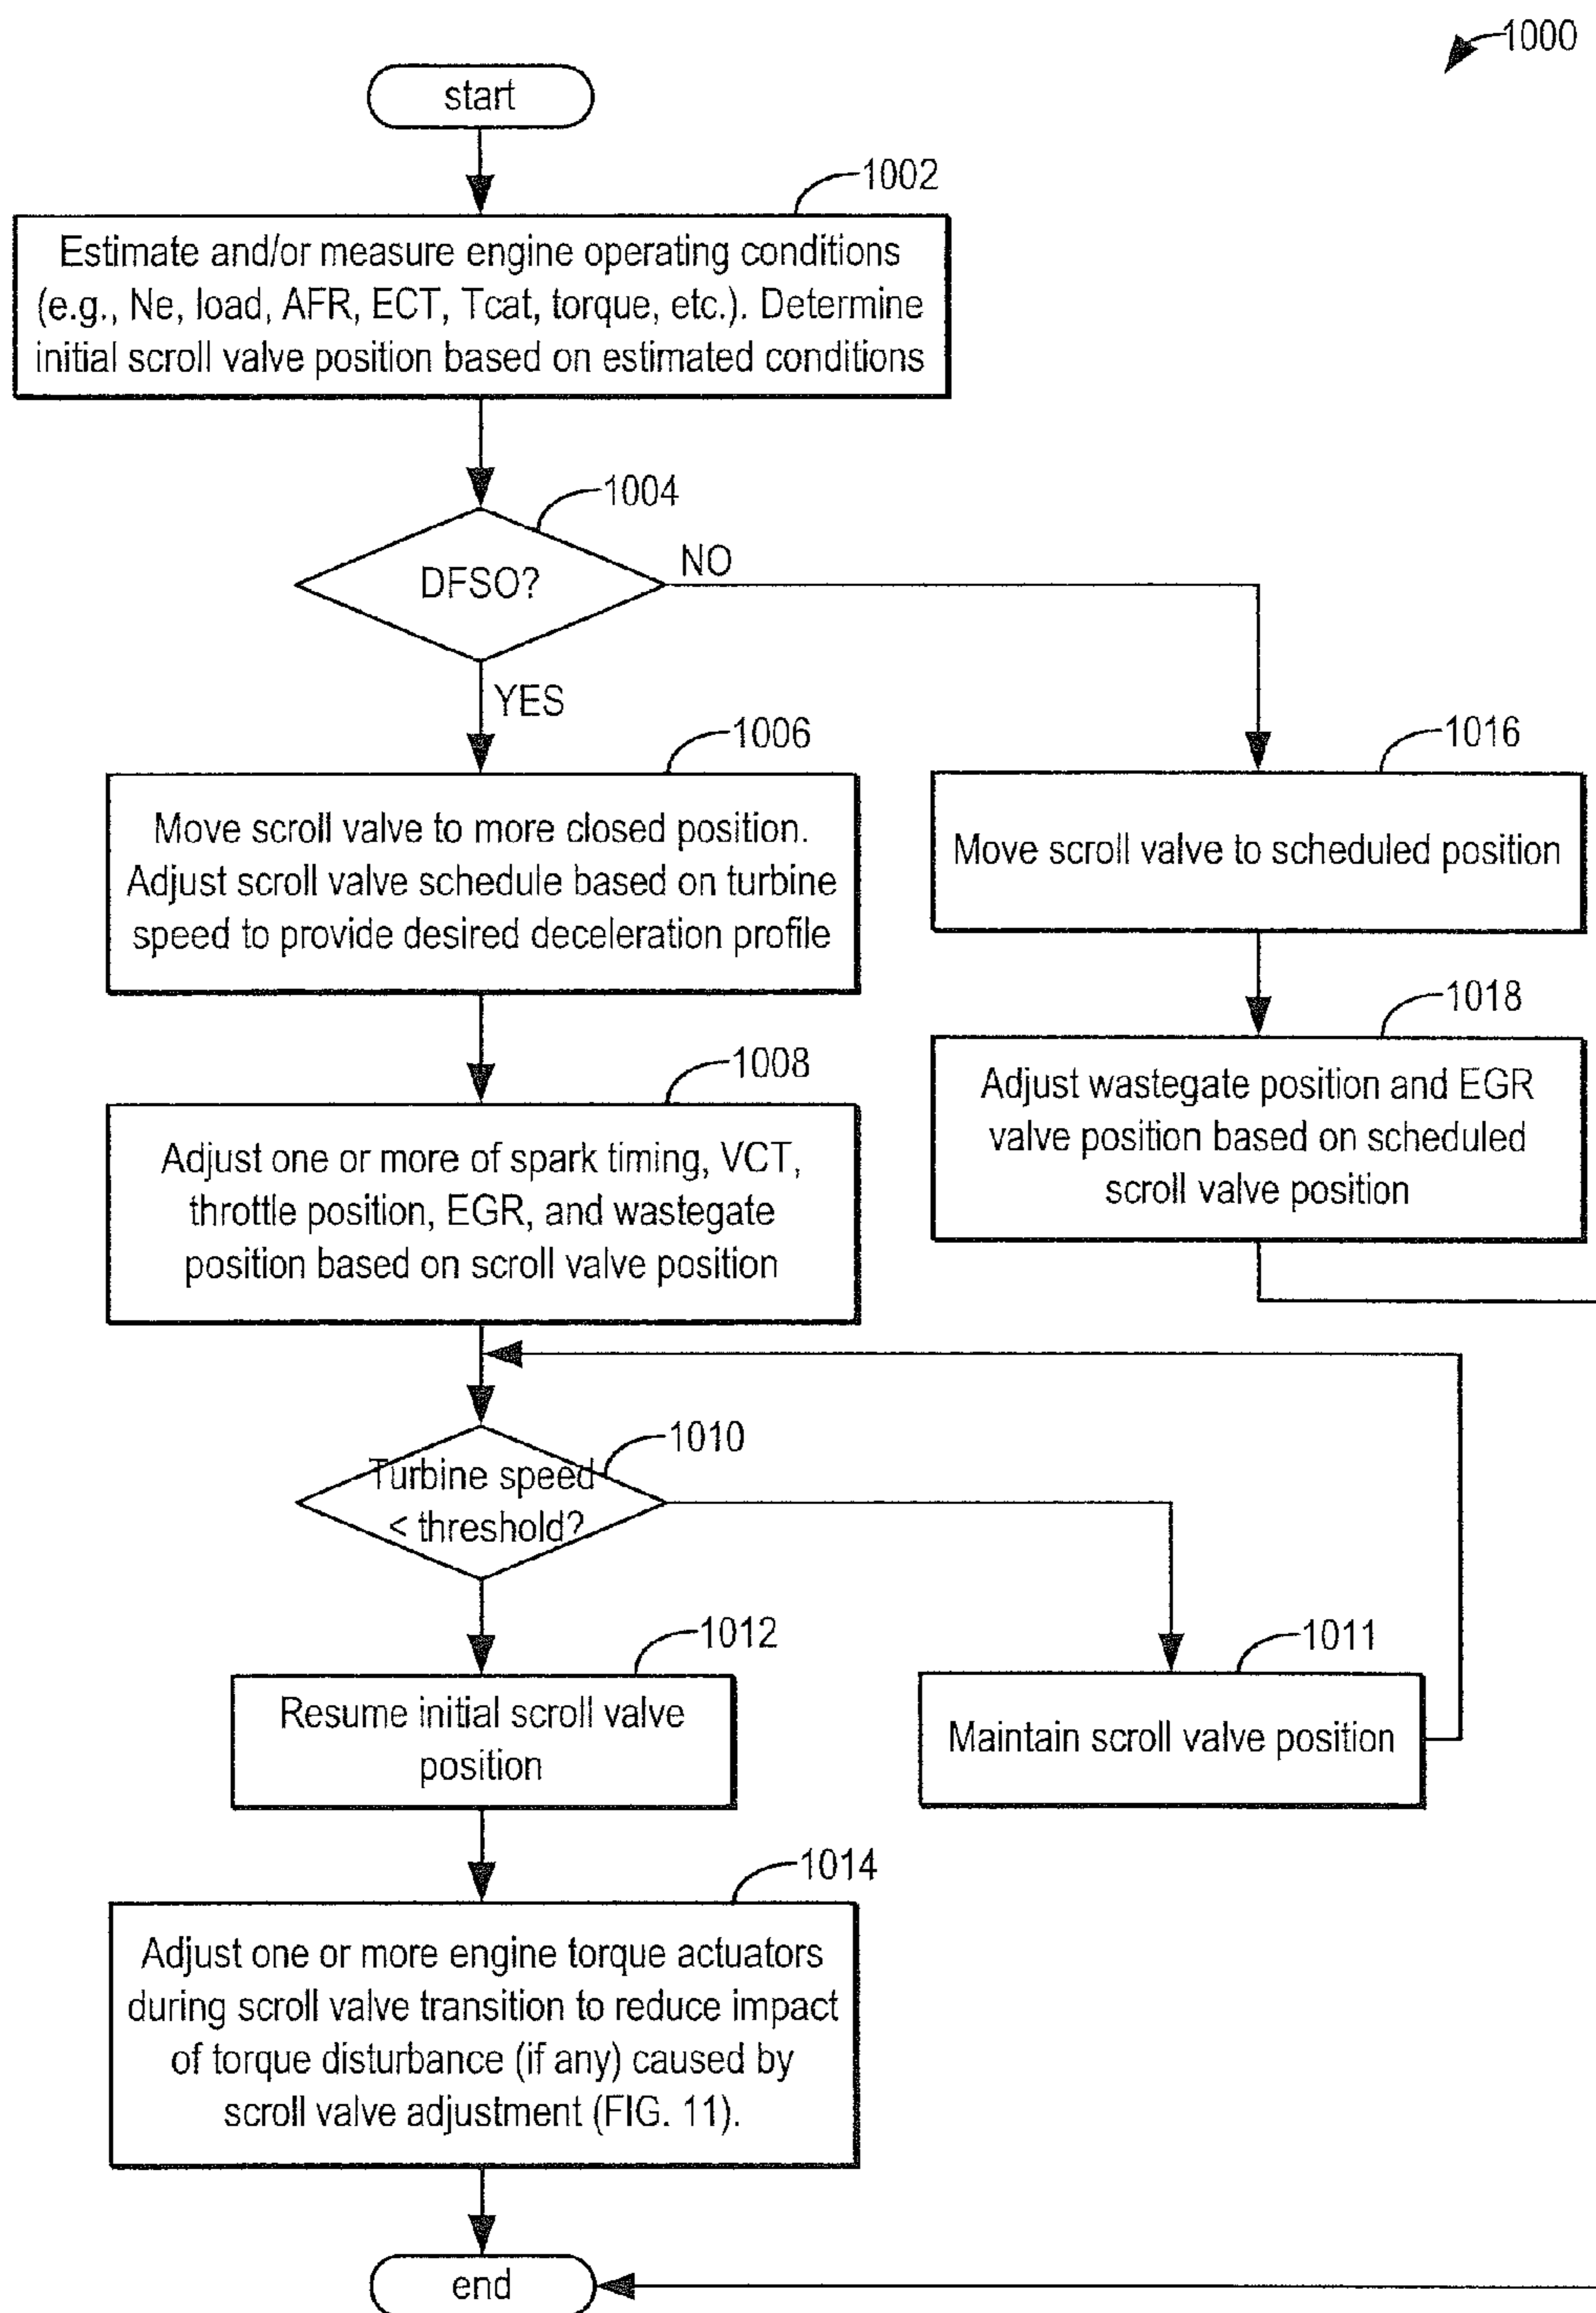 1000
start
1002
Estimate and/or measure engine operating conditions
(e.g., Ne, load, AFR, ECT, Tcat, torque, etc.). Determine
initial scroll valve position based on estimated conditions
1004
DFSO?
NO
YES
1006
Move scroll valve to more closed position.
Adjust scroll valve schedule based on turbine
speed to provide desired deceleration profile
1016
Move scroll valve to scheduled position
1018
Adjust wastegate position and EGR
valve position based on scheduled
scroll valve position
1008
Adjust one or more of spark timing, VCT,
throttle position, EGR, and wastegate
position based on scroll valve position
1010
Turbine speed
< threshold?
1012
Resume initial scroll valve
position
1011
Maintain scroll valve position
1014
Adjust one or more engine torque actuators
during scroll valve transition to reduce impact
of torque disturbance (if any) caused by
scroll valve adjustment (FIG. 11).
end